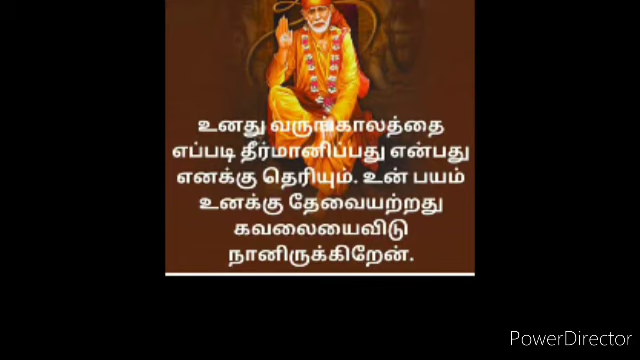 உனது வருங்காலத்தை
எப்படி தீர்மானிப்பது என்பது
எனக்கு தெரியும். உன் பயம்
உனக்கு தேவையற்றது
கவலையைவிடு
நானிருக்கிறேன்.
PowerDirector